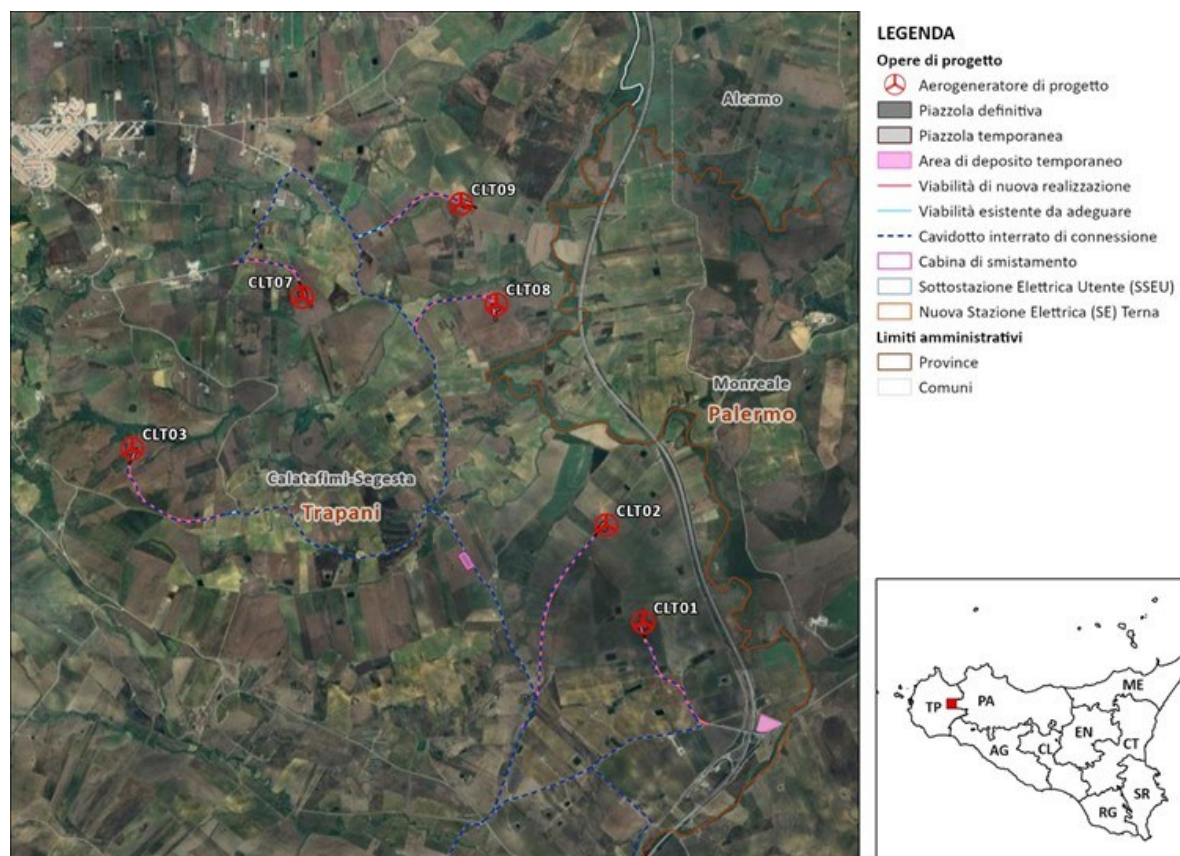 Alcamo
CLT09
CLT07
CLT08
Monreale
Palermo
CLT03
Calatafimi-Segesta
Trapani
CLT02
CLT01
LEGENDA
Opere di progetto
Aerogeneratore di progetto
Piazzola definitiva
Piazzola temporanea
Area di deposito temporaneo
Viabilità di nuova realizzazione
Viabilità esistente da adeguare
Cavidotto interrato di connessione
Cabina di smistamento
Sottostazione Elettrica Utente (SSEU)
Nuova Stazione Elettrica (SE) Terna
Limiti amministrativi
Province
Comuni
ME
TP
PA
EN
AG
CL
CT
SR
RG